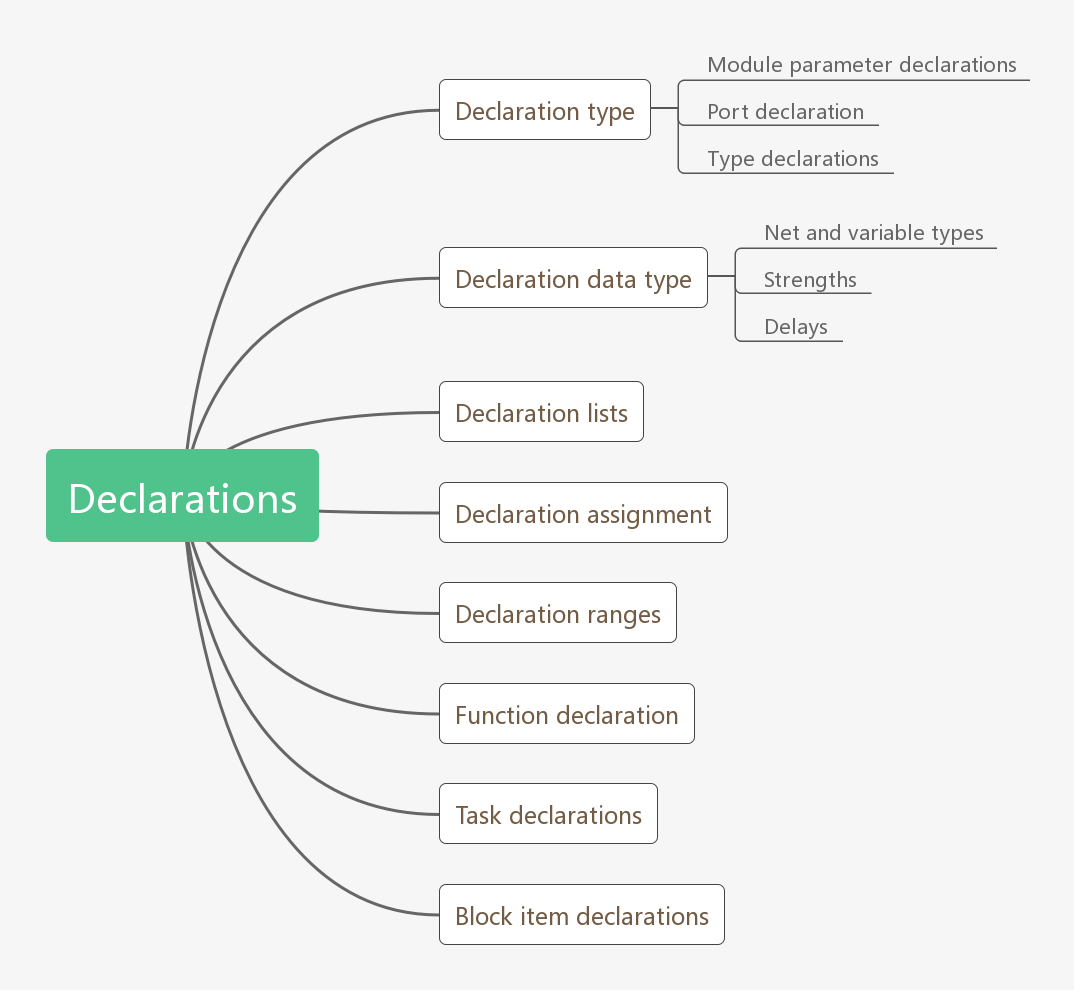 Declarations
Declaration type
Module parameter declarations
Port declaration
Type declarations
Declaration data type
Net and variable types
Strengths
Delays
Declaration lists
Declaration assignment
Declaration ranges
Function declaration
Task declarations
Block item declarations